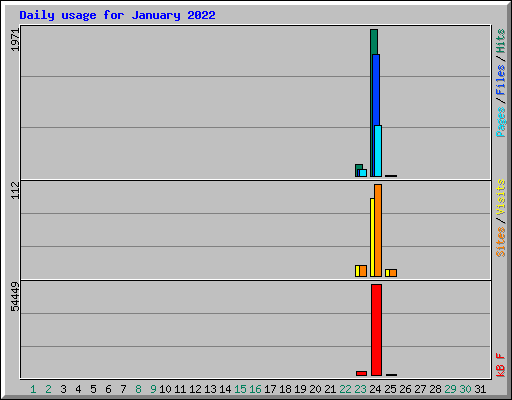 Daily usage for January 2022
1971
Pages / Files / Hits
112
Sites / Visits
54449
kB F
1 2 3 4 5 6 7 8 9 10 11 12 13 14 15 16 17 18 19 20 21 22 23 24 25 26 27 28 29 30 31